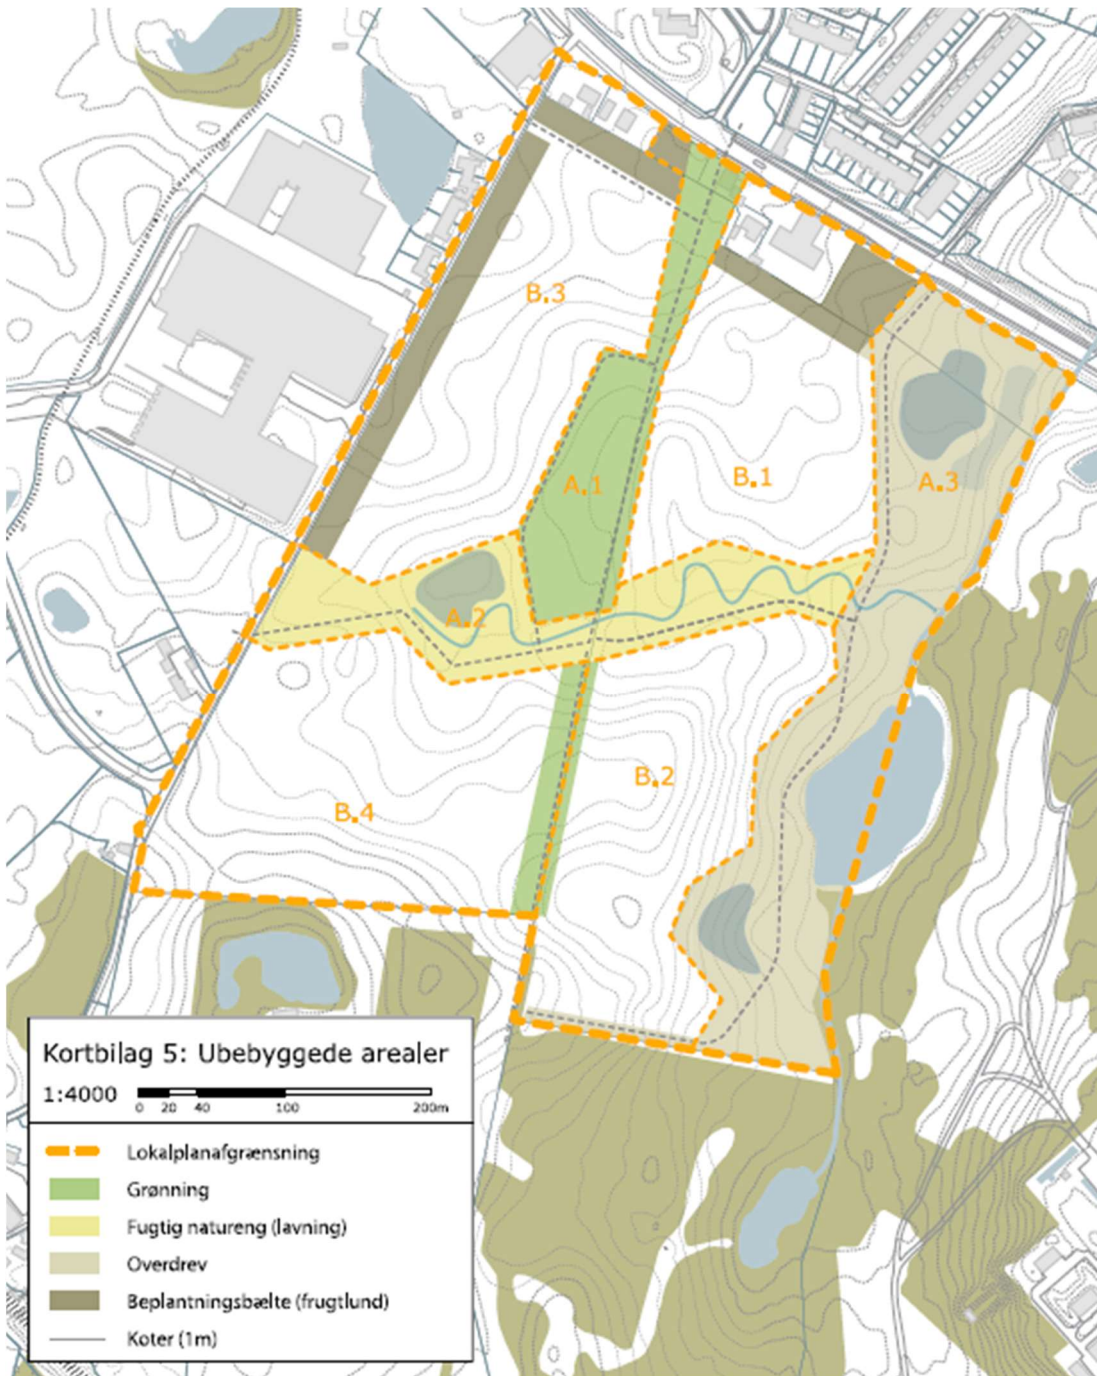 B.3
A.1
B.1
A.3
A.2
B.2
B.4
Kortbilag 5: Ubebyggede arealer
1:4000
0 20 40 100 200m
Lokalplanafgrænsning
Grønning
Fugtig natureng (lavning)
Overdrev
Beplantningsbælte (frugtlund)
Koter (1m)